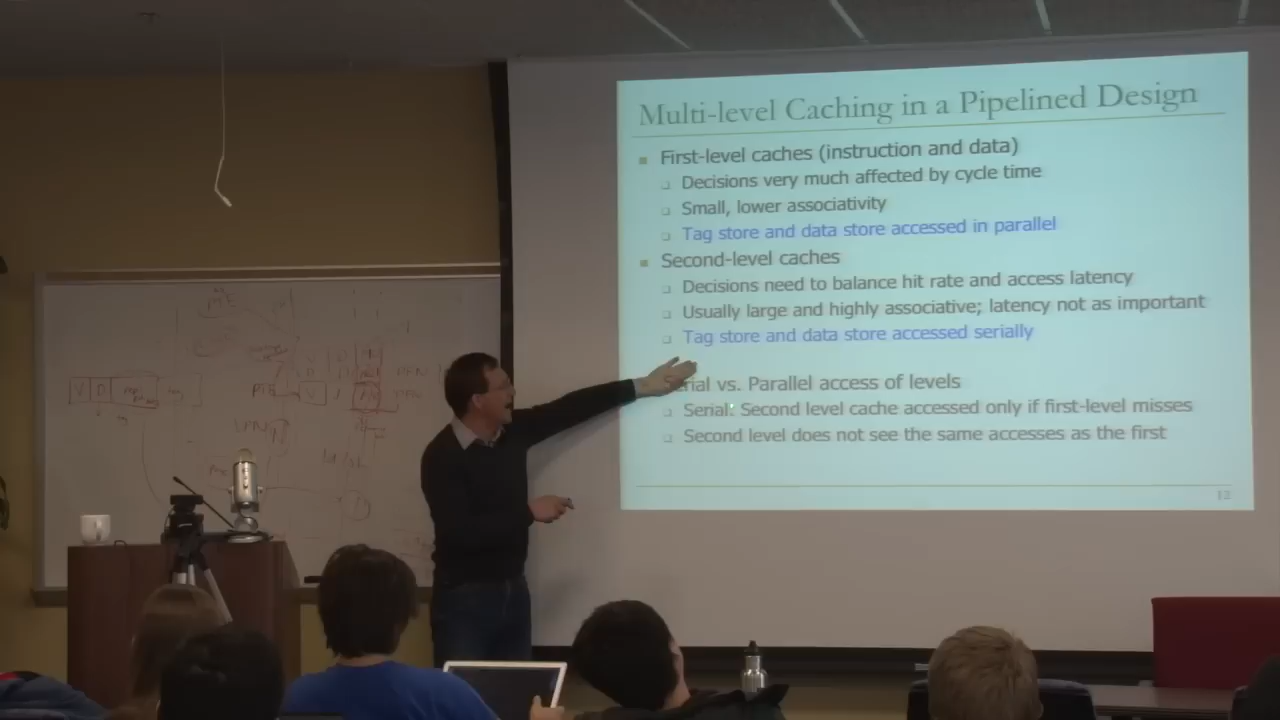 Multi-level Caching in a Pipelined Design
First-level caches (instruction and data)
Decisions very much affected by cycle time
Small, lower associativity
Tag store and data store accessed in parallel
Second-level caches
Decisions need to balance hit rate and access latency
Usually large and highly associative; latency not as important
Tag store and data store accessed serially
Serial vs. Parallel access of levels
Serial: Second level cache accessed only if first-level misses
Second level does not see the same accesses as the first
12
V D
V